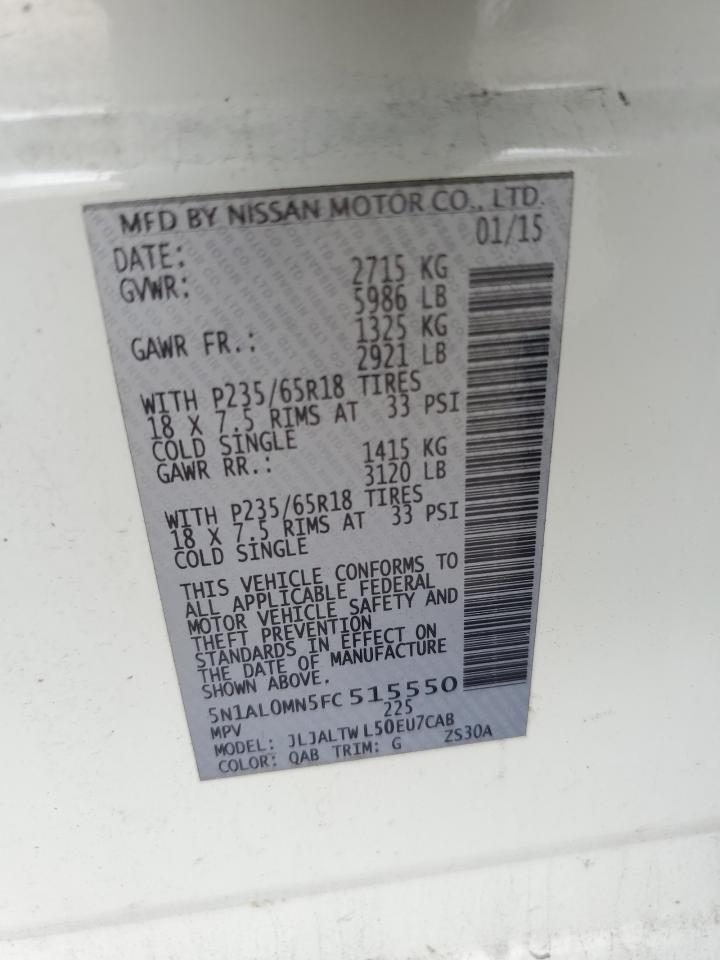 MFD BY NISSAN MOTOR CO., LTD.
DATE: 01/15
GVWR: 2715 KG
5986 LB
GAWR FR.: 1325 KG
2921 LB
WITH P235/65R18 TIRES
18 X 7.5 RIMS AT 33 PSI
COLD SINGLE
GAWR RR.: 1415 KG
3120 LB
WITH P235/65R18 TIRES
18 X 7.5 RIMS AT 33 PSI
COLD SINGLE
THIS VEHICLE CONFORMS TO
ALL APPLICABLE FEDERAL
MOTOR VEHICLE SAFETY AND
THEFT PREVENTION
STANDARDS IN EFFECT ON
THE DATE OF MANUFACTURE
SHOWN ABOVE.
5N1AL0MN5FC 515550
MPV 225
MODEL: JLJALTW L50EU7CAB
COLOR: QAB TRIM: G ZS30A